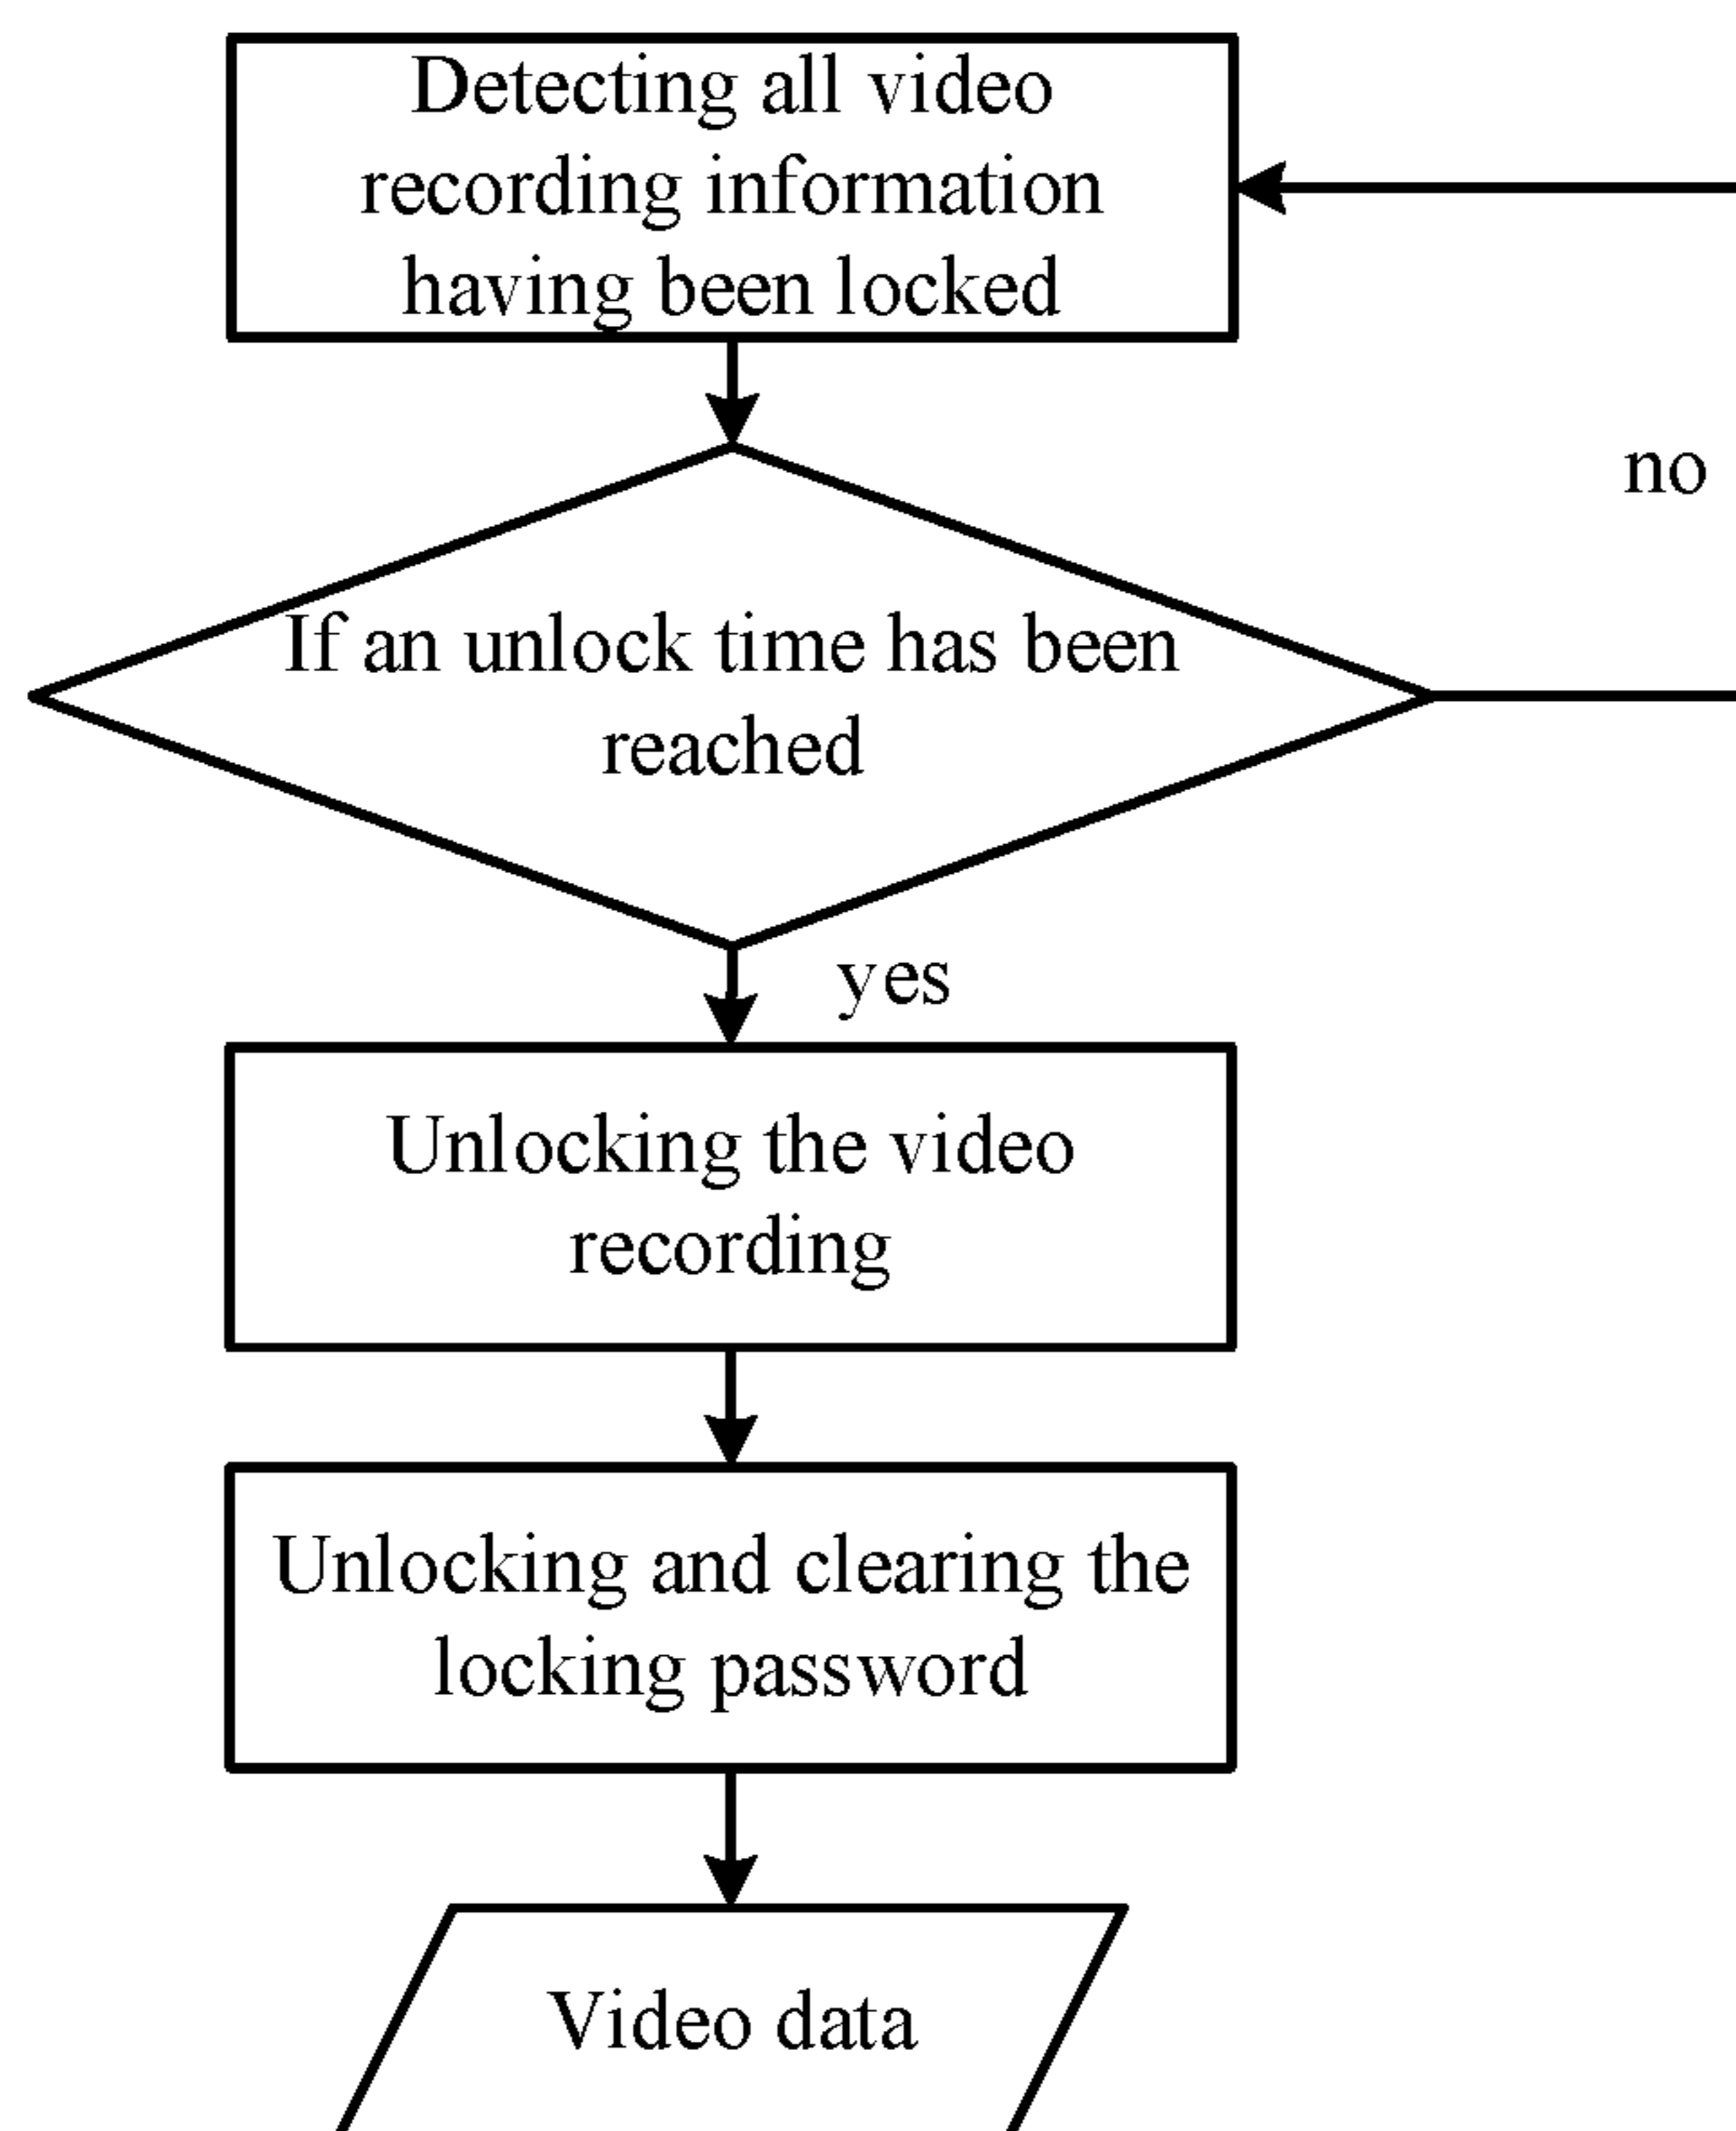 Detecting all video
recording information
having been locked
no
If an unlock time has been
reached
yes
Unlocking the video
recording
Unlocking and clearing the
locking password
Video data